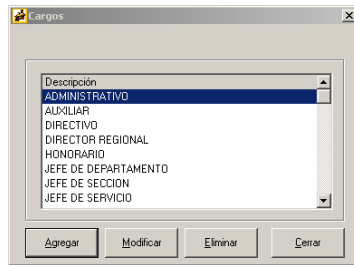 Cargos
Descripción
ADMINISTRATIVO
AUXILIAR
DIRECTIVO
DIRECTOR REGIONAL
HONORARIO
JEFE DE DEPARTAMENTO
JEFE DE SECCION
JEFE DE SERVICIO
Agregar Modificar Eliminar Cerrar